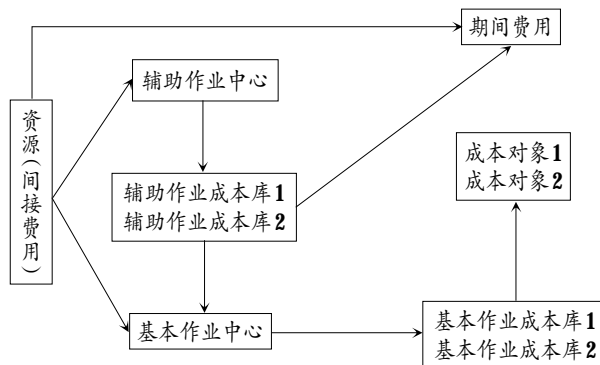 期间费用
辅助作业中心
资源(间接费用)
成本对象1
成本对象2
辅助作业成本库1
辅助作业成本库2
基本作业中心
基本作业成本库1
基本作业成本库2